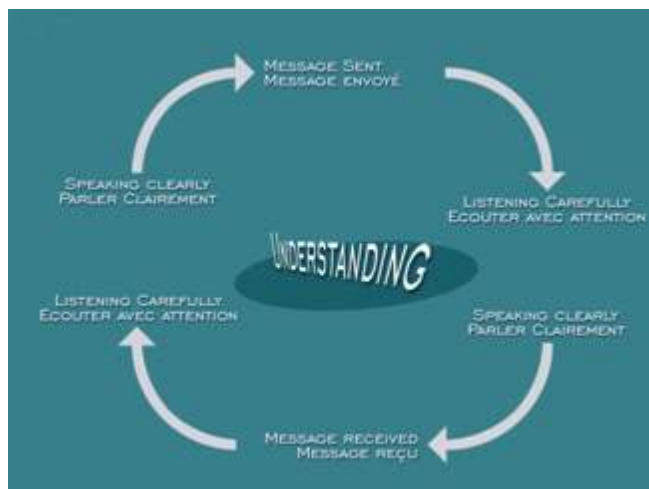 MESSAGE SENT
MESSAGE ENVOYÉ
SPEAKING CLEARLY
PARLER CLAIREMENT
LISTENING CAREFULLY
ECOUTER AVEC ATTENTION
UNDERSTANDING
LISTENING CAREFULLY
ECOUTER AVEC ATTENTION
SPEAKING CLEARLY
PARLER CLAIREMENT
MESSAGE RECEIVED
MESSAGE REÇU